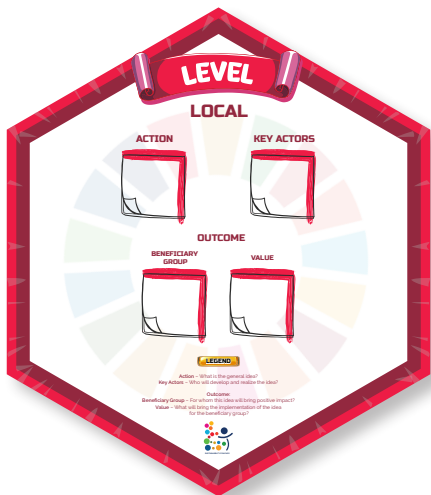 LEVEL
LOCAL
ACTION
KEY ACTORS
OUTCOME
BENEFICIARY
GROUP
VALUE
LEGEND
Action – What is the general idea?
Key Actors – Who will develop and realize the idea?
Outcome:
Beneficiary Group – For whom this idea will bring positive impact?
Value – What will bring the implementation of the idea
for the beneficiary group?